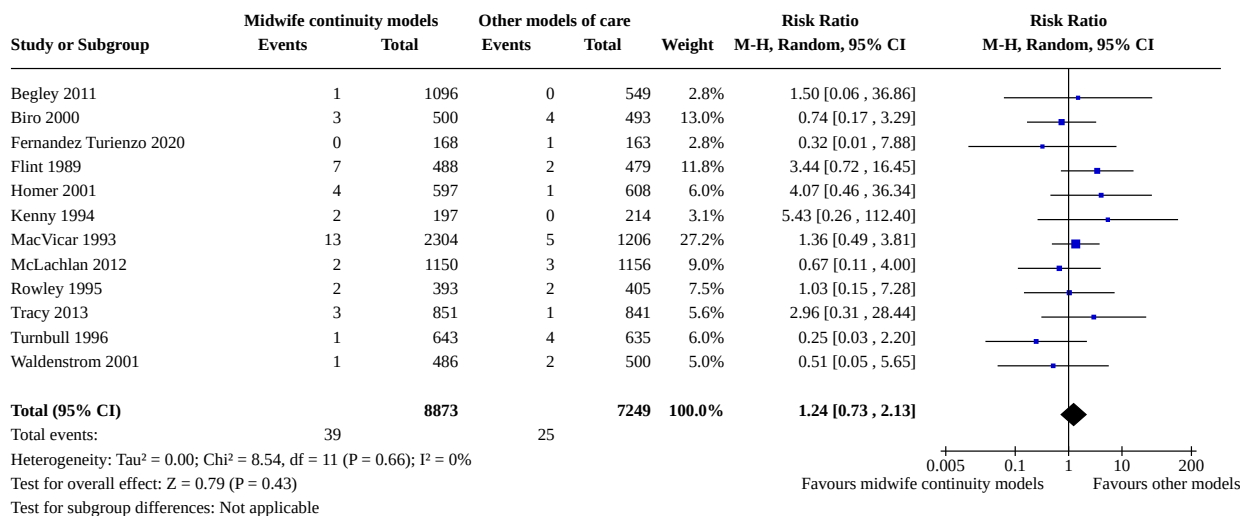 Midwife continuity models Other models of care Risk Ratio Risk Ratio
Study or Subgroup Events Total Events Total Weight M-H, Random, 95% CI M-H, Random, 95% CI
Begley 2011 1 1096 0 549 2.8% 1.50 [0.06 , 36.86]
Biro 2000 3 500 4 493 13.0% 0.74 [0.17 , 3.29]
Fernandez Turienzo 2020 0 168 1 163 2.8% 0.32 [0.01 , 7.88]
Flint 1989 7 488 2 479 11.8% 3.44 [0.72 , 16.45]
Homer 2001 4 597 1 608 6.0% 4.07 [0.46 , 36.34]
Kenny 1994 2 197 0 214 3.1% 5.43 [0.26 , 112.40]
MacVicar 1993 13 2304 5 1206 27.2% 1.36 [0.49 , 3.81]
McLachlan 2012 2 1150 3 1156 9.0% 0.67 [0.11 , 4.00]
Rowley 1995 2 393 2 405 7.5% 1.03 [0.15 , 7.28]
Tracy 2013 3 851 1 841 5.6% 2.96 [0.31 , 28.44]
Turnbull 1996 1 643 4 635 6.0% 0.25 [0.03 , 2.20]
Waldenstrom 2001 1 486 2 500 5.0% 0.51 [0.05 , 5.65]
Total (95% CI) 8873 7249 100.0% 1.24 [0.73 , 2.13]
Total events: 39 25
Heterogeneity: Tau² = 0.00; Chi² = 8.54, df = 11 (P = 0.66); I² = 0%
0.005 0.1 1 10 200
Test for overall effect: Z = 0.79 (P = 0.43) Favours midwife continuity models Favours other models
Test for subgroup differences: Not applicable